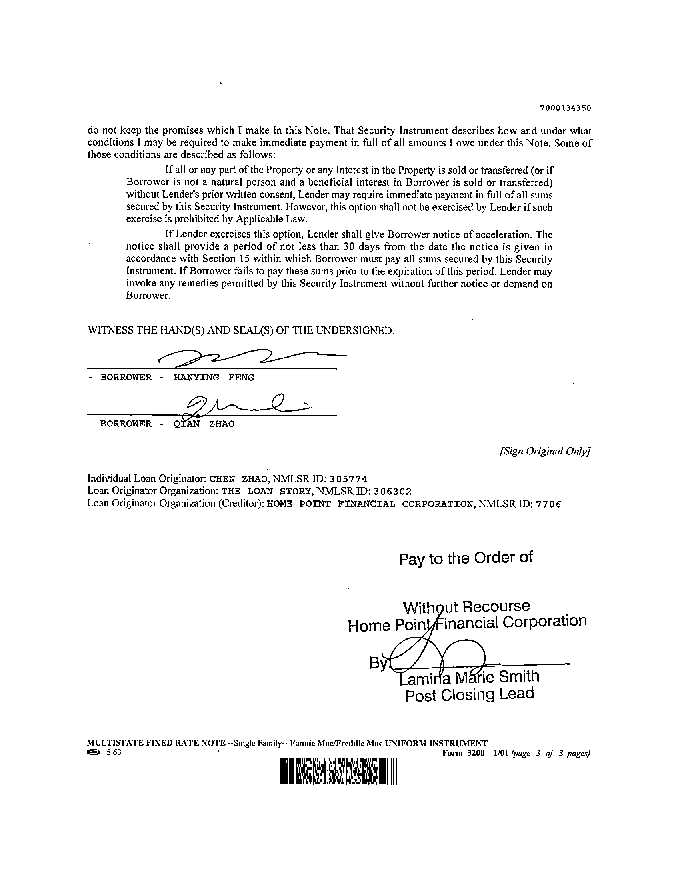 7000134350
do not keep the promises which I make in this Note. That Security Instrument describes how and under what
conditions I may be required to make immediate payment in full of all amounts I owe under this Note. Some of
those conditions are described as follows:
If all or any part of the Property or any Interest in the Property is sold or transferred (or if
Borrower is not a natural person and a beneficial interest in Borrower is sold or transferred)
without Lender's prior written consent, Lender may require immediate payment in full of all sums
secured by this Security Instrument. However, this option shall not be exercised by Lender if such
exercise is prohibited by Applicable Law.
If Lender exercises this option, Lender shall give Borrower notice of acceleration. The
notice shall provide a period of not less than 30 days from the date the notice is given in
accordance with Section 15 within which Borrower must pay all sums secured by this Security
Instrument. If Borrower fails to pay these sums prior to the expiration of this period, Lender may
invoke any remedies permitted by this Security Instrument without further notice or demand on
Borrower.
WITNESS THE HAND(S) AND SEAL(S) OF THE UNDERSIGNED.
- BORROWER - HANYING FENG
BORROWER - QIAN ZHAO
[Sign Original Only]
Individual Loan Originator: CHEN ZHAO, NMLSR ID: 305774
Loan Originator Organization: THE LOAN STORY, NMLSR ID: 306302
Loan Originator Organization (Creditor): HOME POINT FINANCIAL CORPORATION, NMLSR ID: 7706
Pay to the Order of
Without Recourse
Home Point Financial Corporation
By
Lamiria Marie Smith
Post Closing Lead
MULTISTATE FIXED RATE NOTE--Single Family--Fannie Mae/Freddie Mac UNIFORM INSTRUMENT
Form 3200 1/01 (page 3 of 3 pages)